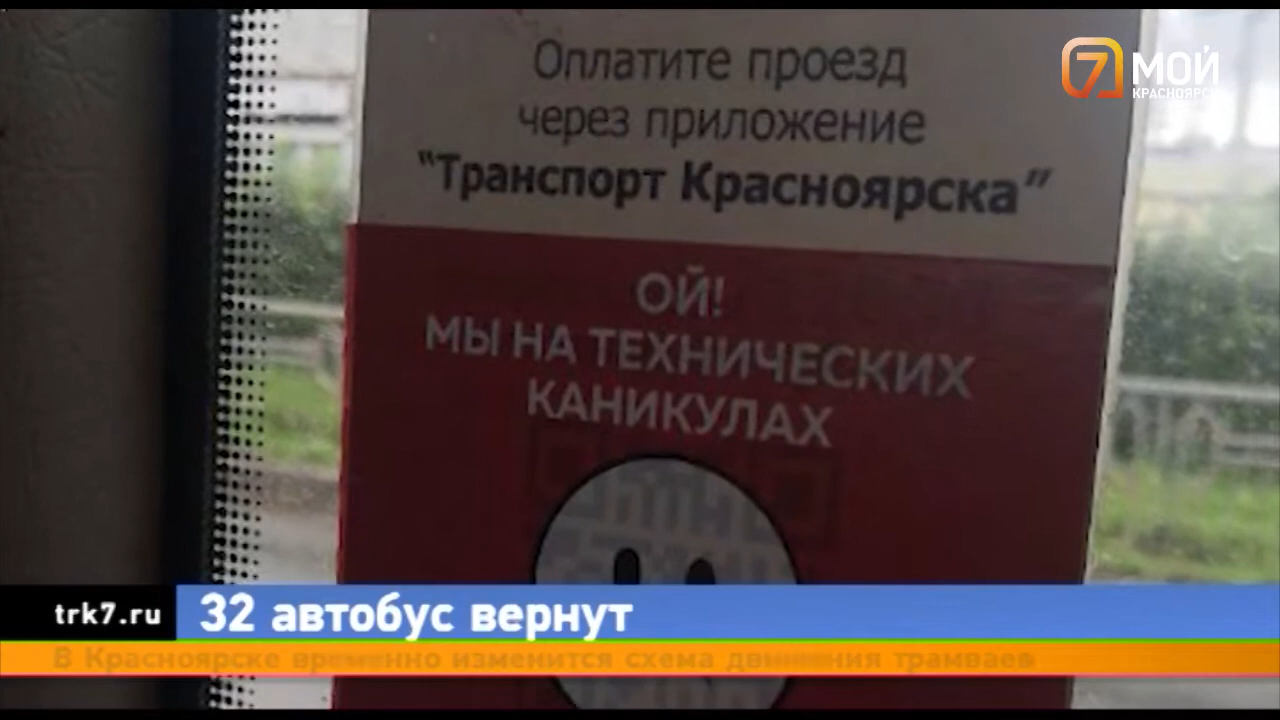 Оплатите проезд
через приложение
“Транспорт Красноярска”
ОЙ!
МЫ НА ТЕХНИЧЕСКИХ
КАНИКУЛАХ
7 МОЙ
КРАСНОЯРСК
trk7.ru
32 автобус вернут
В Красноярске временно изменится схема движения трамваев